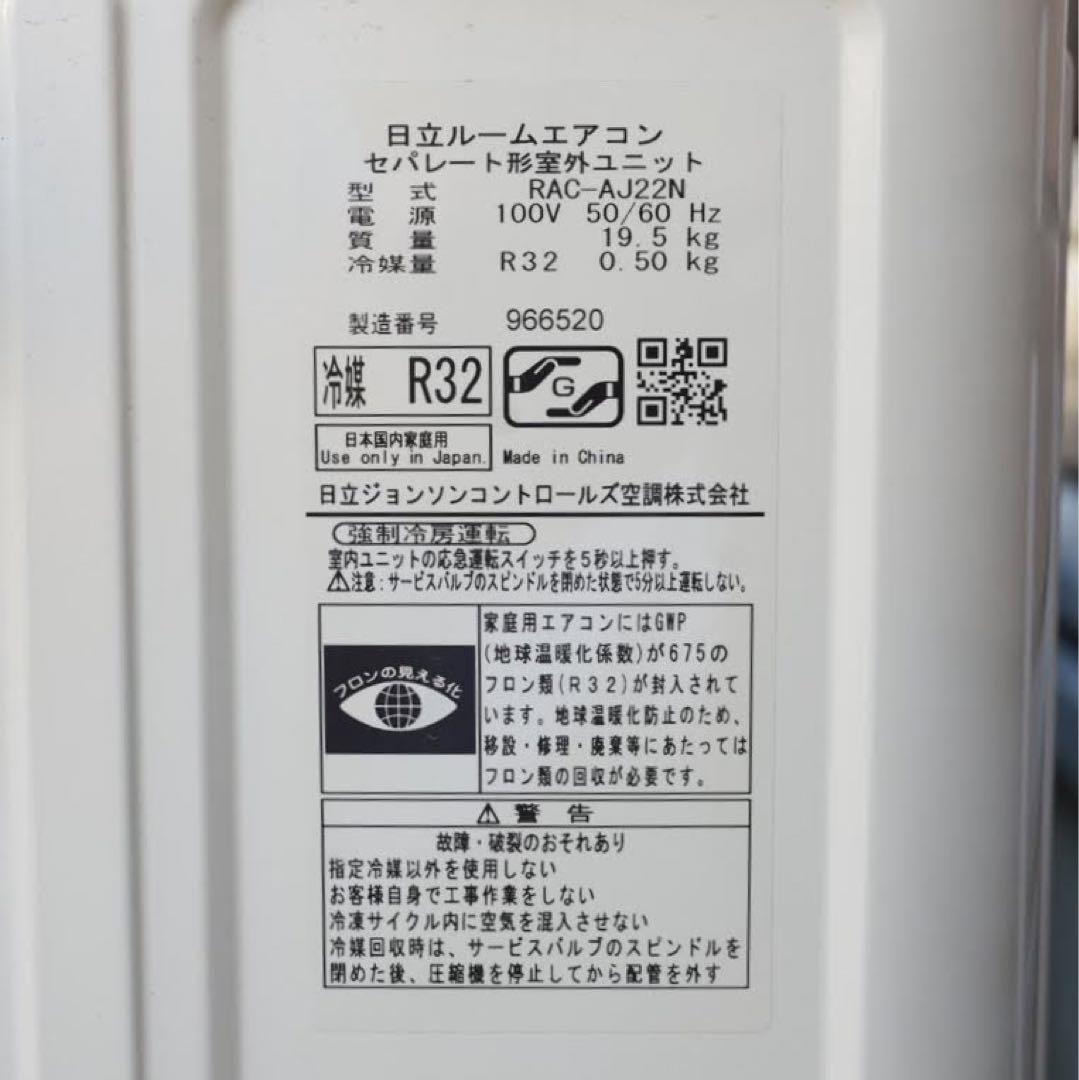 日立ルームエアコン
セパレート形室外ユニット
型式 RAC-AJ22N
電源 100V 50/60 Hz
質量 19.5 kg
冷媒量 R32 0.50 kg
製造番号 966520
冷媒 R32
G
日本国内家庭用
Use only in Japan.
Made in China
日立ジョンソンコントロールズ空調株式会社
強制冷房運転
室内ユニットの応急運転スイッチを5秒以上押す。
⚠注意:サービスバルブのスピンドルを閉めた状態で5分以上運転しない。
フロンの見える化
家庭用エアコンにはGWP
(地球温暖化係数)が675の
フロン類(R32)が封入されて
います。地球温暖化防止のため、
移設・修理・廃棄等にあたっては
フロン類の回収が必要です。
⚠警告
故障・破裂のおそれあり
指定冷媒以外を使用しない
お客様自身で工事作業をしない
冷凍サイクル内に空気を混入させない
冷媒回収時は、サービスバルブのスピンドルを
閉めた後、圧縮機を停止してから配管を外す